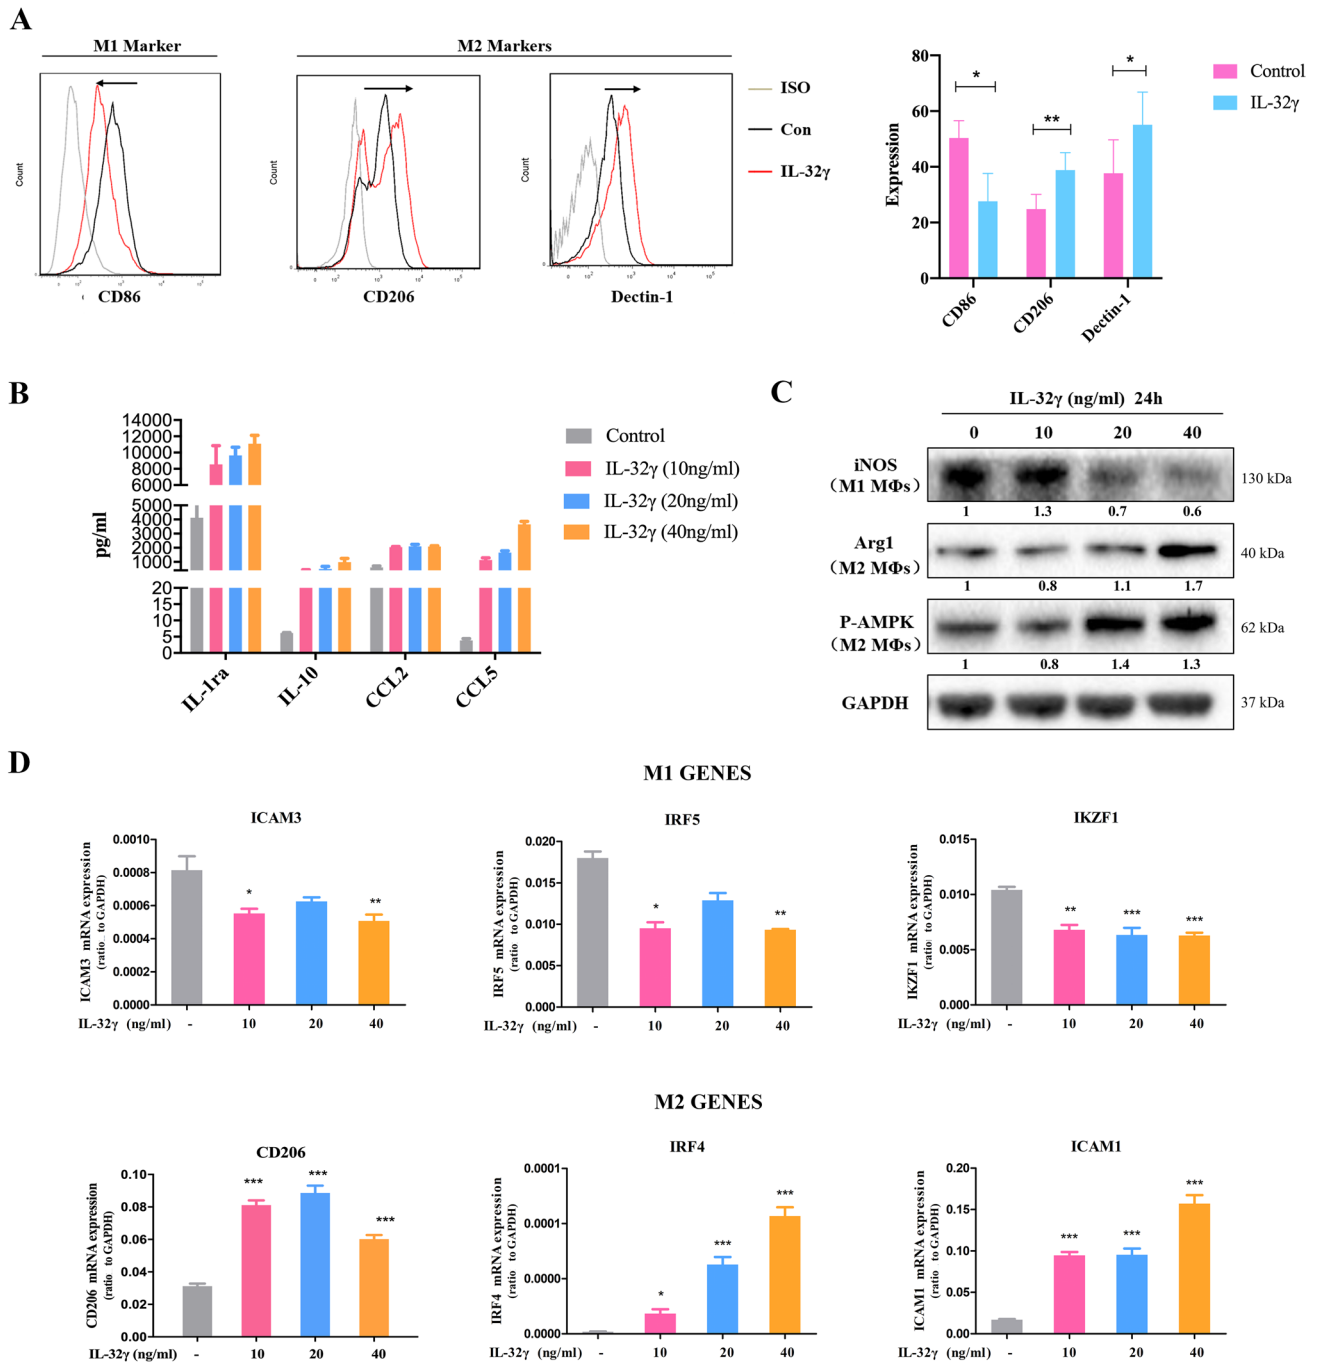 A
M1 Marker
M2 Markers
Count
Count
Count
CD86
CD206
Dectin-1
ISO
Con
IL-32γ
Expression
80
60
40
20
0
*
**
*
CD86
CD206
Dectin-1
Control
IL-32γ
B
pg/ml
14000
12000
10000
8000
6000
5000
4000
3000
2000
1000
20
15
10
5
0
IL-1ra
IL-10
CCL2
CCL5
Control
IL-32γ (10ng/ml)
IL-32γ (20ng/ml)
IL-32γ (40ng/ml)
C
IL-32γ (ng/ml) 24h
0 10 20 40
iNOS
（M1 MΦs）
130 kDa
1 1.3 0.7 0.6
Arg1
（M2 MΦs）
40 kDa
1 0.8 1.1 1.7
P-AMPK
（M2 MΦs）
62 kDa
1 0.8 1.4 1.3
GAPDH
37 kDa
D
M1 GENES
ICAM3
ICAM3 mRNA expression
(ratio to GAPDH)
0.0010
0.0008
0.0006
0.0004
0.0002
0.0000
*
**
IL-32γ (ng/ml) - 10 20 40
IRF5
IRF5 mRNA expression
(ratio to GAPDH)
0.020
0.015
0.010
0.005
0.000
*
**
IL-32γ (ng/ml) - 10 20 40
IKZF1
IKZF1 mRNA expression
(ratio to GAPDH)
0.015
0.010
0.005
0.000
**
***
***
IL-32γ (ng/ml) - 10 20 40
M2 GENES
CD206
CD206 mRNA expression
(ratio to GAPDH)
0.10
0.08
0.06
0.04
0.02
0.00
***
***
***
IL-32γ (ng/ml) - 10 20 40
IRF4
IRF4 mRNA expression
(ratio to GAPDH)
0.0001
0.0001
0.0000
0.0000
*
***
***
IL-32γ (ng/ml) - 10 20 40
ICAM1
ICAM1 mRNA expression
(ratio to GAPDH)
0.20
0.15
0.10
0.05
0.00
***
***
***
IL-32γ (ng/ml) - 10 20 40